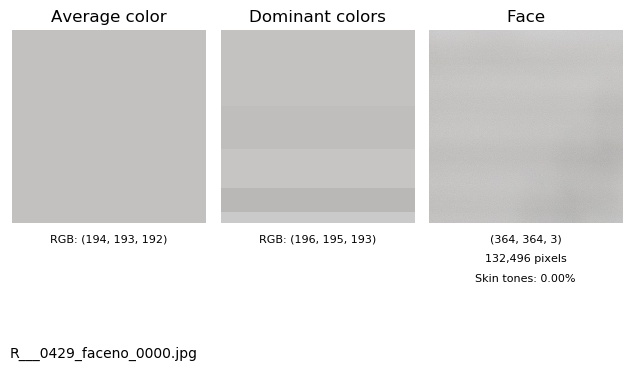 Average color
Dominant colors
Face
RGB: (194, 193, 192)
RGB: (196, 195, 193)
(364, 364, 3)
132,496 pixels
Skin tones: 0.00%
R___0429_faceno_0000.jpg